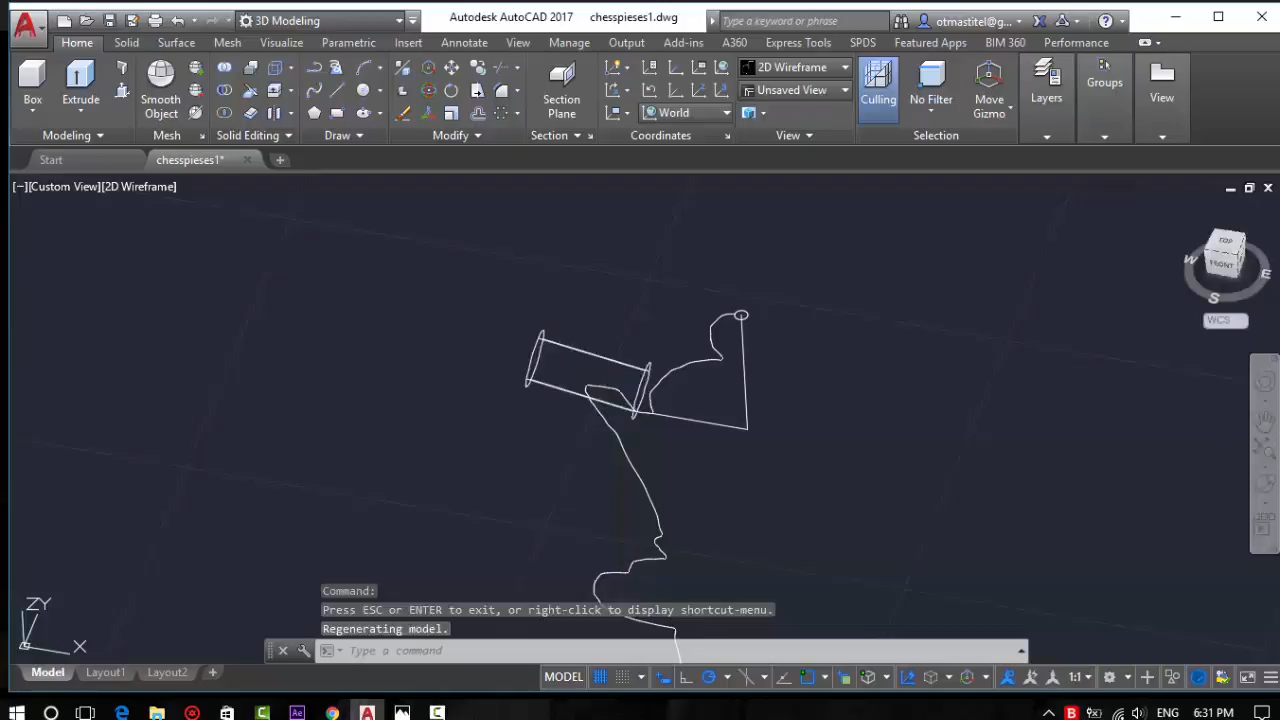 3D Modeling
Autodesk AutoCAD 2017 chesspieses1.dwg
Type a keyword or phrase
otmastitel@g...
Home Solid Surface Mesh Visualize Parametric Insert Annotate View Manage Output Add-ins A360 Express Tools SPDS Featured Apps BIM 360 Performance
Box
Extrude
Smooth
Object
Section
Plane
World
2D Wireframe
Unsaved View
Culling
No Filter
Move
Gizmo
Layers
Groups
View
Modeling
Mesh
Solid Editing
Draw
Modify
Section
Coordinates
View
Selection
Start
chesspieses1*
[−][Custom View][2D Wireframe]
TOP
FRONT
W
E
S
WCS
ZY
X
Command:
Press ESC or ENTER to exit, or right-click to display shortcut-menu.
Regenerating model.
Type a command
Model Layout1 Layout2
MODEL
1:1
ENG 6:31 PM